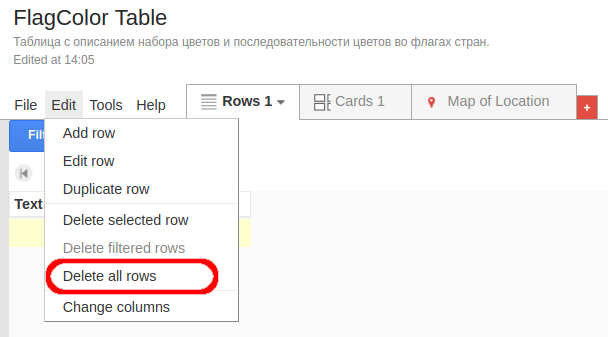 FlagColor Table
Таблица с описанием набора цветов и последовательности цветов во флагах стран.
Edited at 14:05
File Edit Tools Help Rows 1 Cards 1 Map of Location +
Filt
Add row
Edit row
Duplicate row
Text
Delete selected row
Delete filtered rows
Delete all rows
Change columns